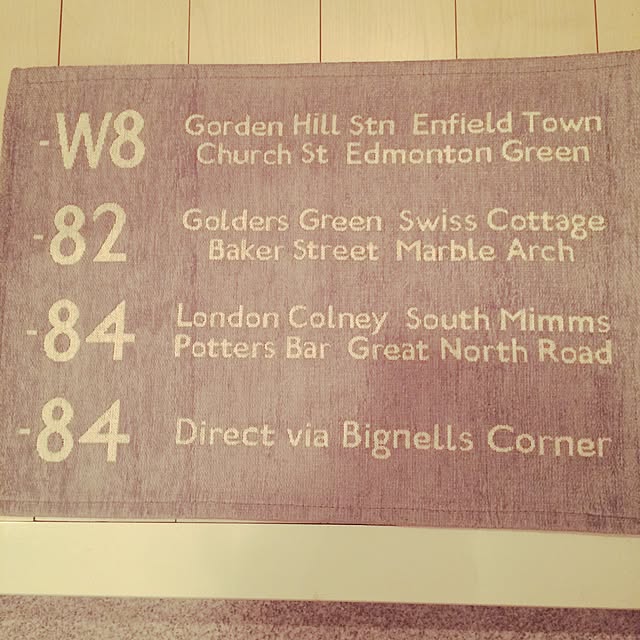 -W8 Gorden Hill Stn Enfield Town
Church St Edmonton Green
-82 Golders Green Swiss Cottage
Baker Street Marble Arch
-84 London Colney South Mimms
Potters Bar Great North Road
-84 Direct via Bignells Corner